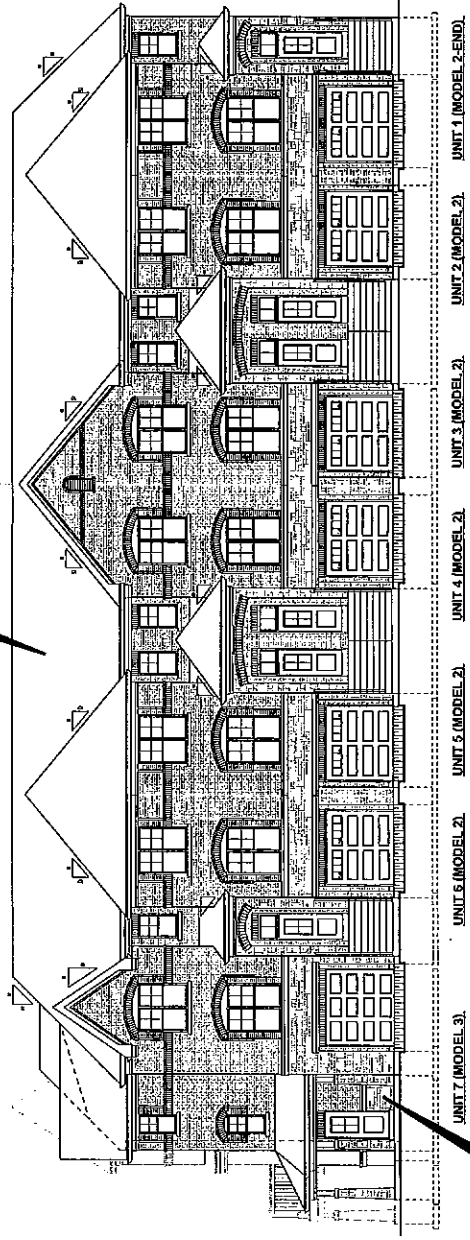 UNIT 7 (MODEL 3)
UNIT 6 (MODEL 2)
UNIT 5 (MODEL 2)
UNIT 4 (MODEL 2)
UNIT 3 (MODEL 2)
UNIT 2 (MODEL 2)
UNIT 1 (MODEL 2-END)